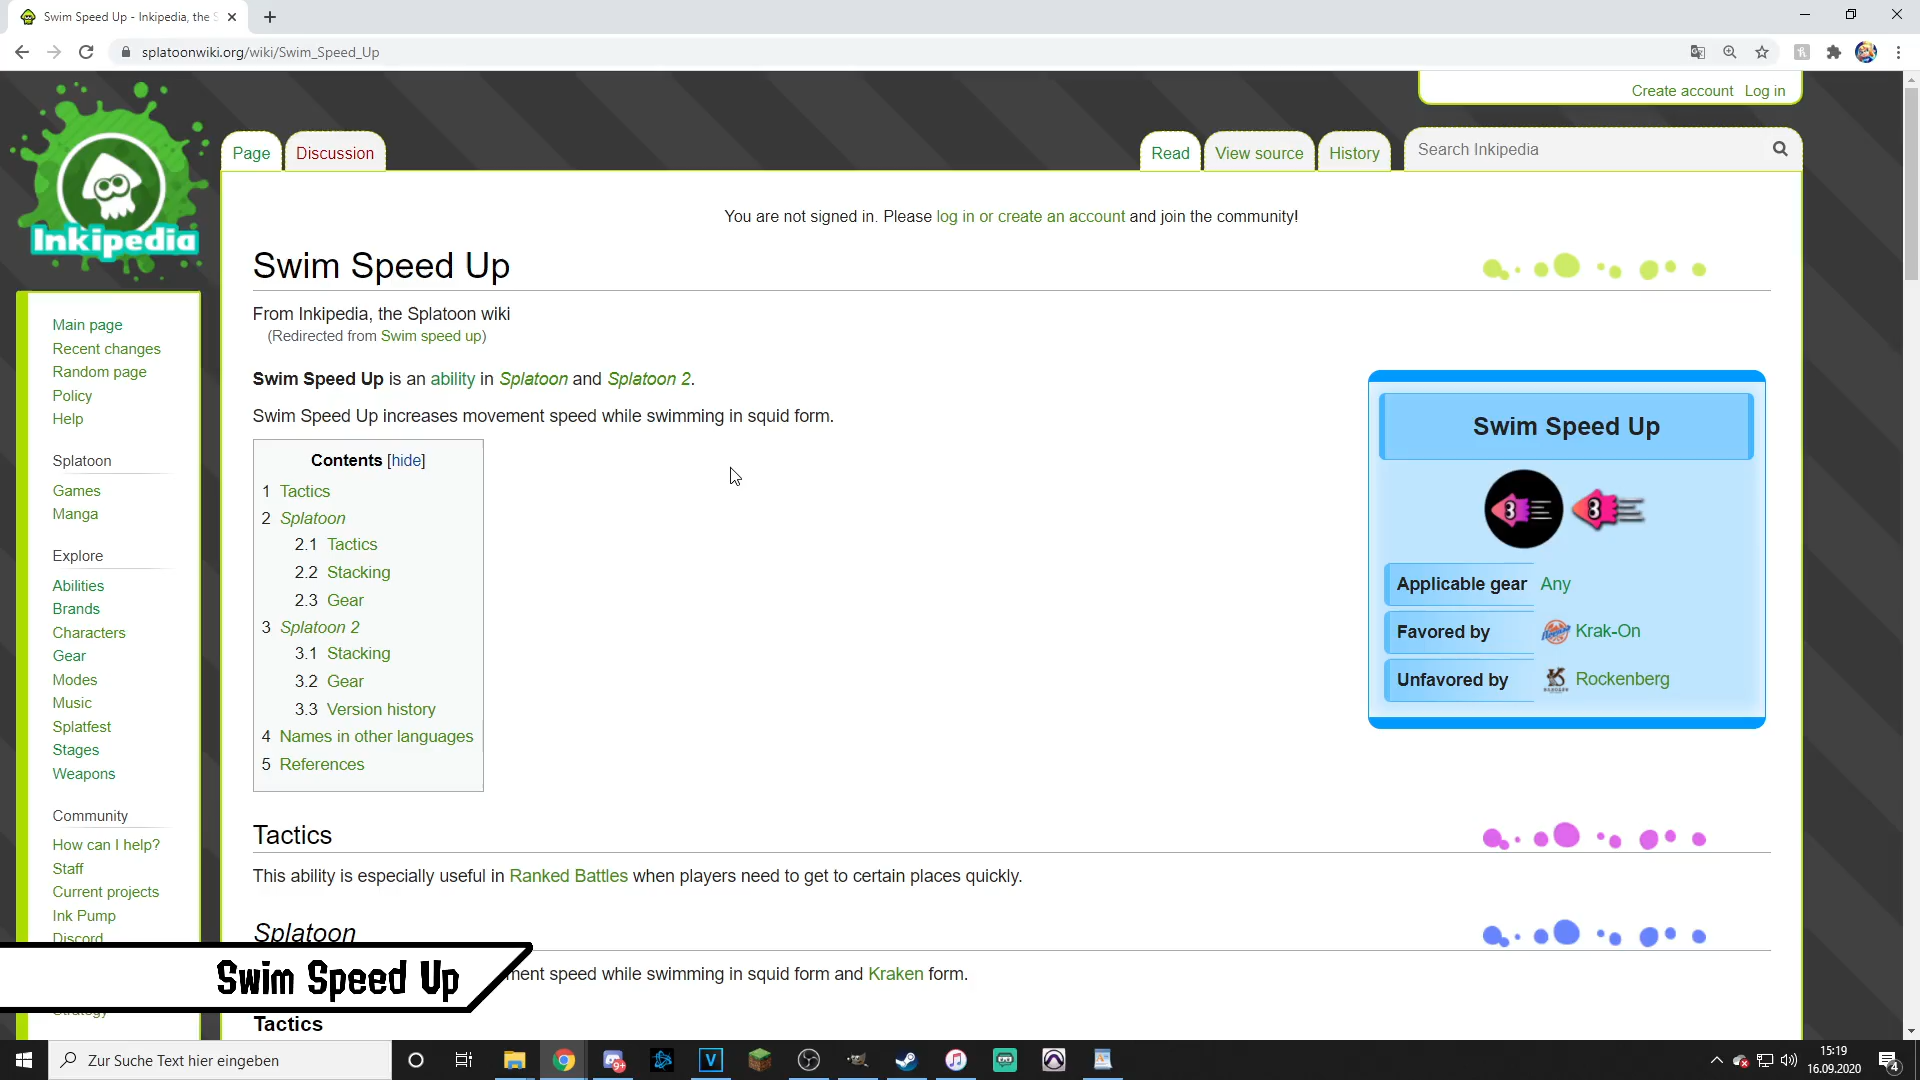 Swim Speed Up - Inkipedia, the S
splatoonwiki.org/wiki/Swim_Speed_Up
Create account Log in
Page Discussion Read View source History Search Inkipedia
Inkipedia
You are not signed in. Please log in or create an account and join the community!
Swim Speed Up
From Inkipedia, the Splatoon wiki
(Redirected from Swim speed up)
Swim Speed Up is an ability in Splatoon and Splatoon 2.
Swim Speed Up increases movement speed while swimming in squid form.
Contents [hide]
1 Tactics
2 Splatoon
2.1 Tactics
2.2 Stacking
2.3 Gear
3 Splatoon 2
3.1 Stacking
3.2 Gear
3.3 Version history
4 Names in other languages
5 References
Swim Speed Up
Applicable gear Any
Favored by Krak-On
Unfavored by Rockenberg
Main page
Recent changes
Random page
Policy
Help
Splatoon
Games
Manga
Explore
Abilities
Brands
Characters
Gear
Modes
Music
Splatfest
Stages
Weapons
Community
How can I help?
Staff
Current projects
Ink Pump
Discord
Strategy
Tactics
This ability is especially useful in Ranked Battles when players need to get to certain places quickly.
Splatoon
ment speed while swimming in squid form and Kraken form.
Tactics
Swim Speed Up
Zur Suche Text hier eingeben
9+
V
15:19
16.09.2020
4